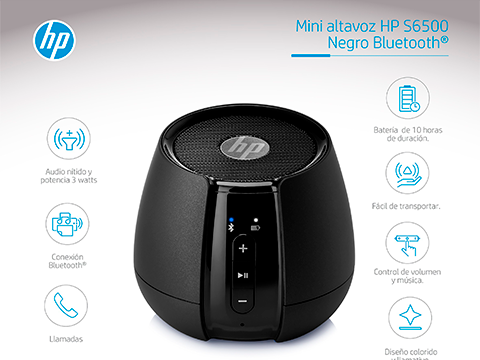 hp
Mini altavoz HP S6500
Negro Bluetooth®
Audio nítido y
potencia 3 watts
Conexión
Bluetooth®
Llamadas
hp
+
−
Batería de 10 horas
de duración.
Fácil de transportar.
Control de volumen
y música.
Diseño colorido
y llamativo